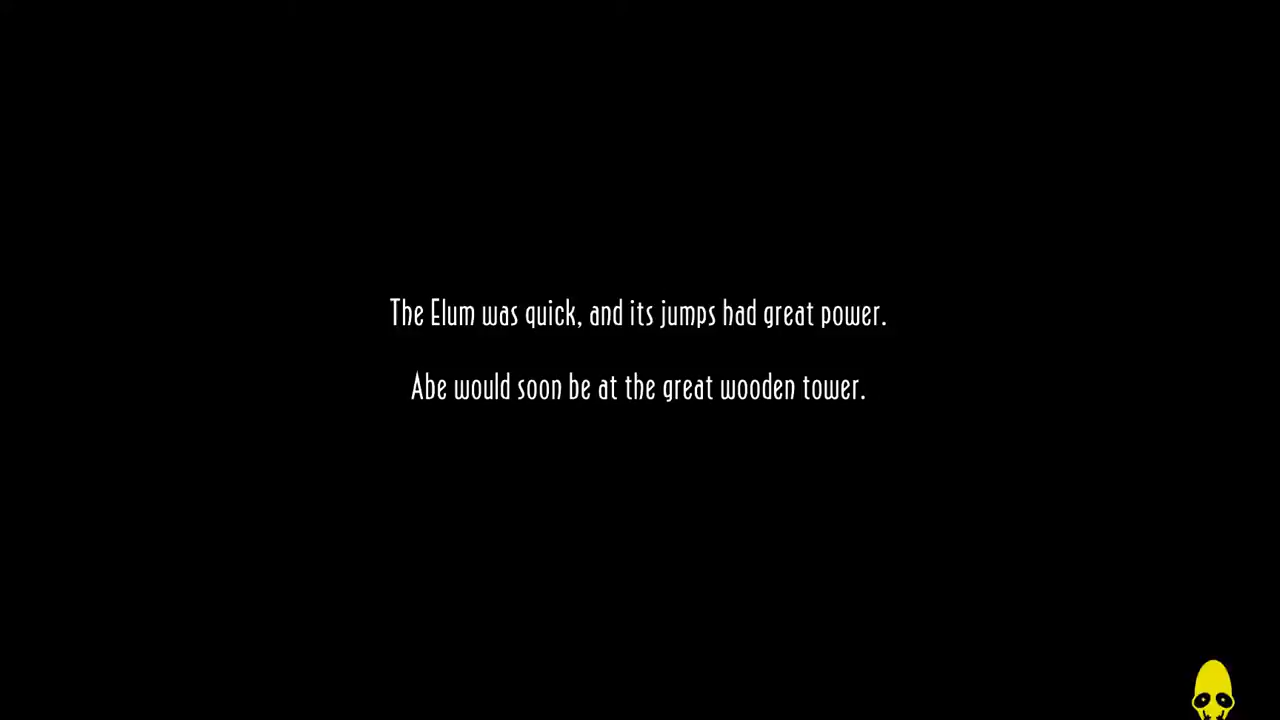 The Elum was quick, and its jumps had great power.
Abe would soon be at the great wooden tower.